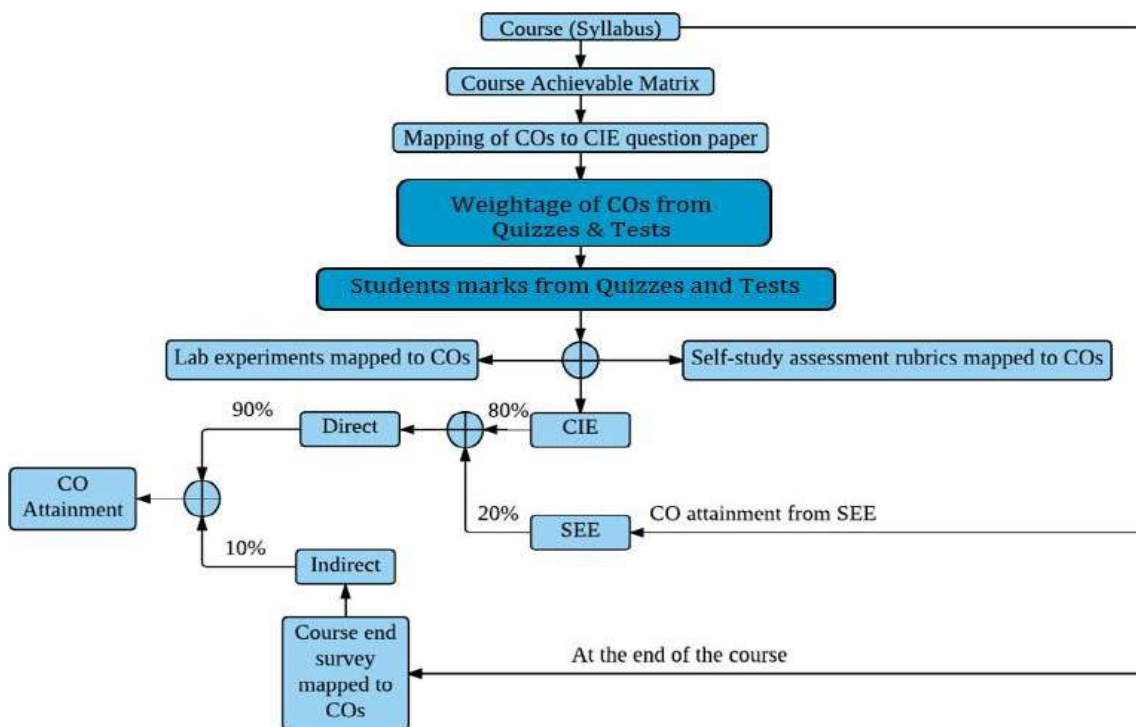 Course (Syllabus)
Course Achievable Matrix
Mapping of COs to CIE question paper
Weightage of COs from
Quizzes & Tests
Students marks from Quizzes and Tests
Lab experiments mapped to COs
Self-study assessment rubrics mapped to COs
90%
Direct
80%
CIE
CO
Attainment
20%
SEE
CO attainment from SEE
10%
Indirect
Course end
survey
mapped to
COs
At the end of the course